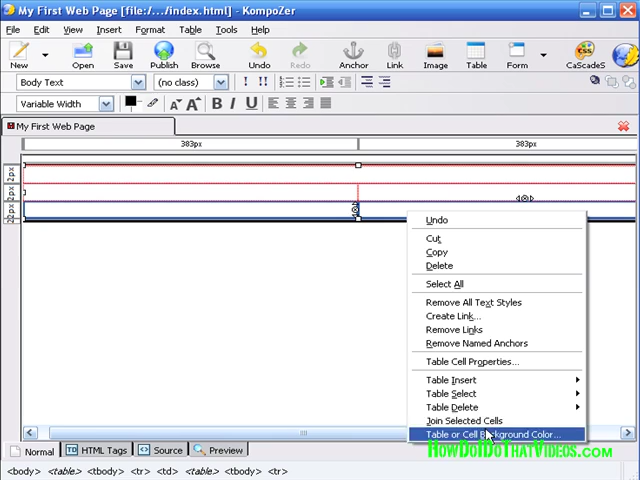 My First Web Page [file:/.../index.html] - KompoZer
File Edit View Insert Format Table Tools Help
New Open Save Publish Browse Undo Redo Anchor Link Image Table Form CaScadeS
Body Text (no class) ! !!
Variable Width A A B I U
My First Web Page
383px 383px
Undo
Cut
Copy
Delete
Select All
Remove All Text Styles
Create Link...
Remove Links
Remove Named Anchors
Table Cell Properties...
Table Insert
Table Select
Table Delete
Join Selected Cells
Table or Cell Background Color...
HowDoIDoThatVideos.com
Normal HTML Tags Source Preview
<body> <table> <tbody> <tr> <td> <table> <tbody> <tr>